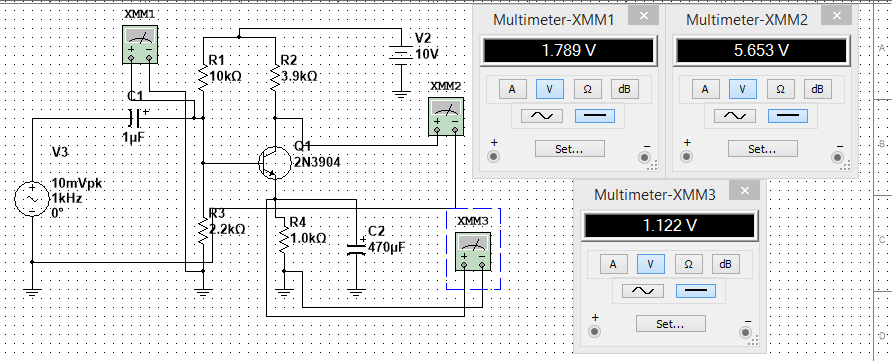 XMM1
V2
10V
R1
10kΩ
R2
3.9kΩ
C1
+
1µF
XMM2
Q1
2N3904
V3
10mVpk
1kHz
0°
R3
2.2kΩ
R4
1.0kΩ
C2
470µF
XMM3
Multimeter-XMM1
1.789 V
A V Ω dB
Set...
+ −
Multimeter-XMM2
5.653 V
A V Ω dB
Set...
+ −
Multimeter-XMM3
1.122 V
A V Ω dB
Set...
+ −
A
B
C
D